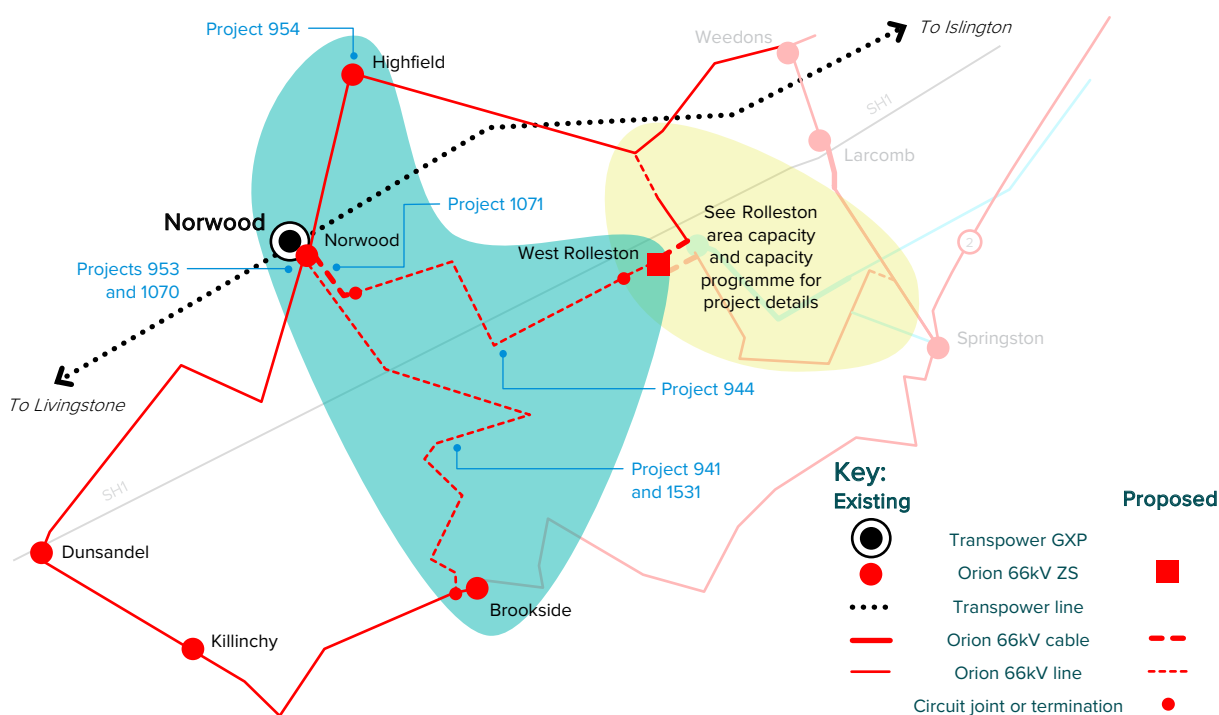 Project 954
To Islington
Weedons
Highfield
SH1
Larcomb
Project 1071
Norwood
Norwood
See Rolleston
area capacity
and capacity
programme for
project details
West Rolleston
2
Projects 953
and 1070
Springston
To Livingstone
Project 944
Project 941
and 1531
SH1
Dunsandel
Brookside
Killinchy
Key:
Existing
Proposed
Transpower GXP
Orion 66kV ZS
Transpower line
Orion 66kV cable
Orion 66kV line
Circuit joint or termination